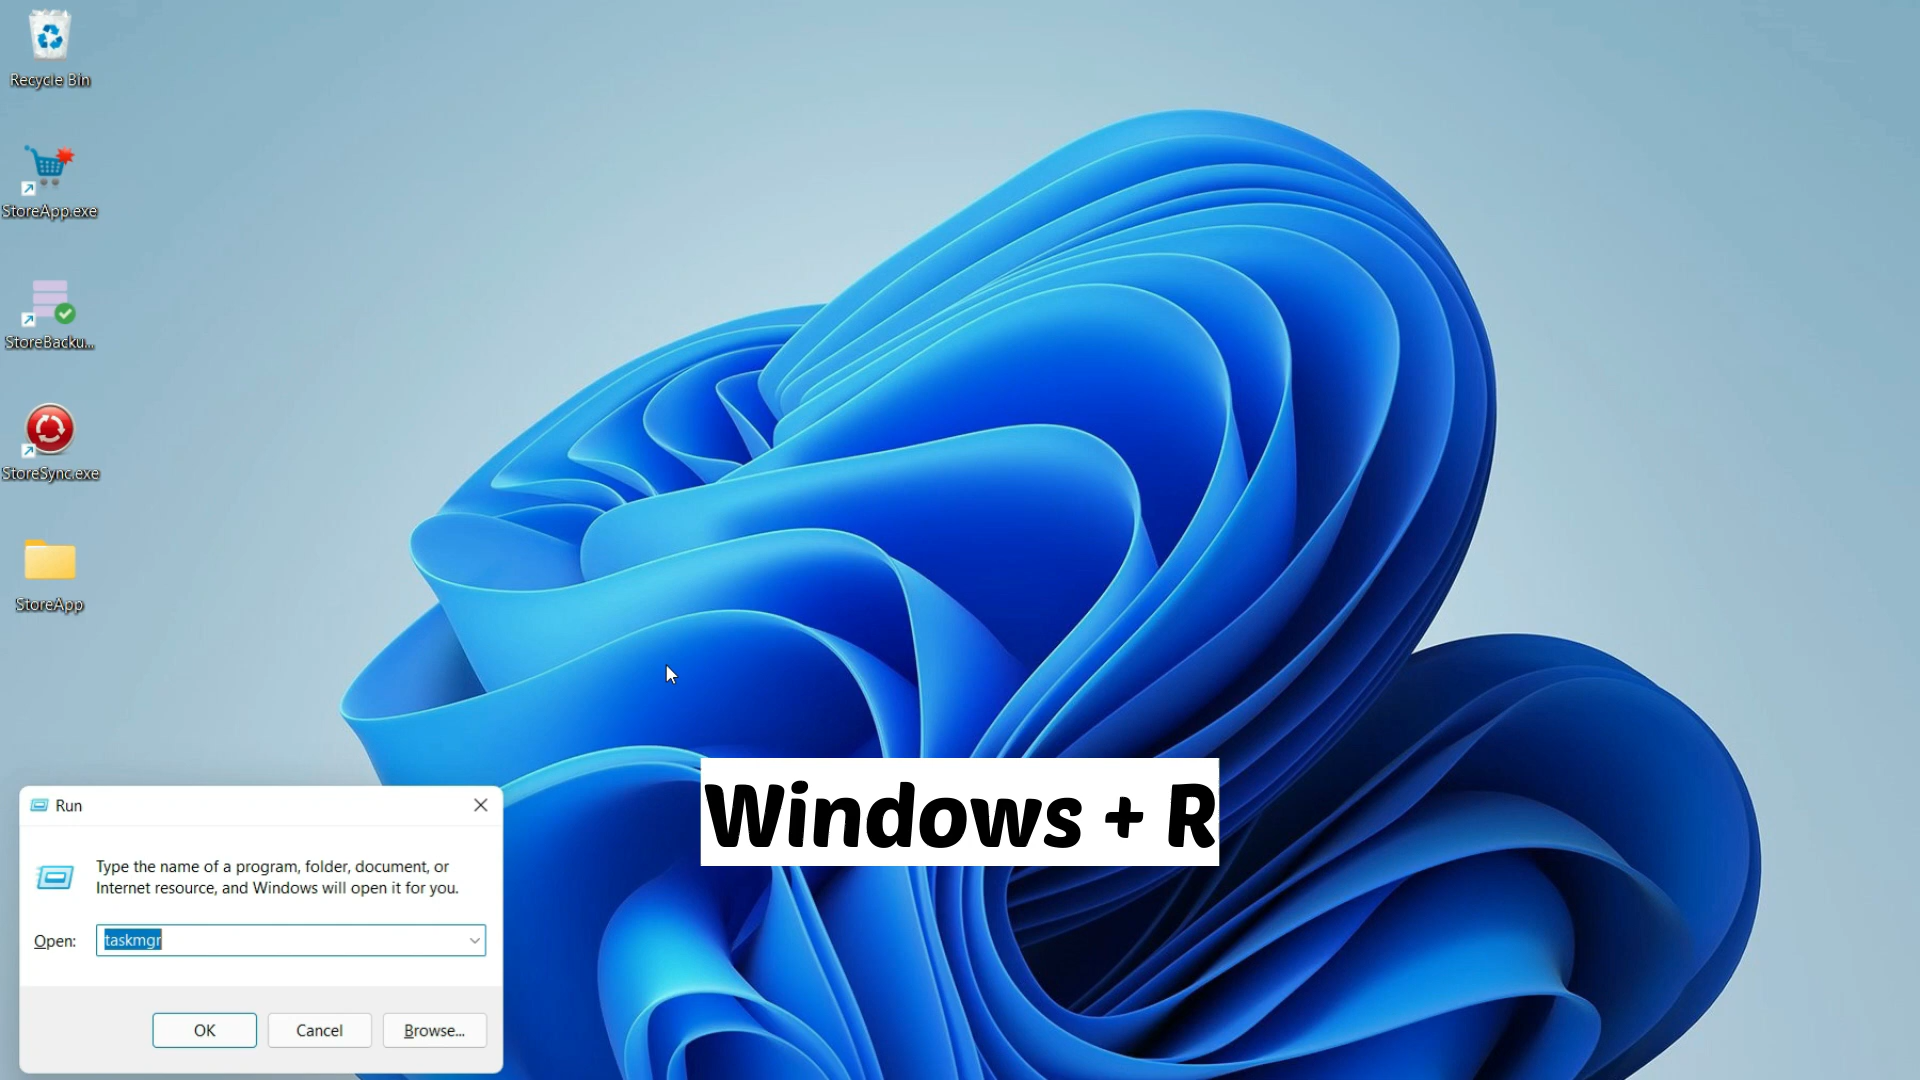 Recycle Bin
StoreApp.exe
StoreBacku...
StoreSync.exe
StoreApp
Windows + R
Run
Type the name of a program, folder, document, or
Internet resource, and Windows will open it for you.
Open: taskmgr
OK Cancel Browse...